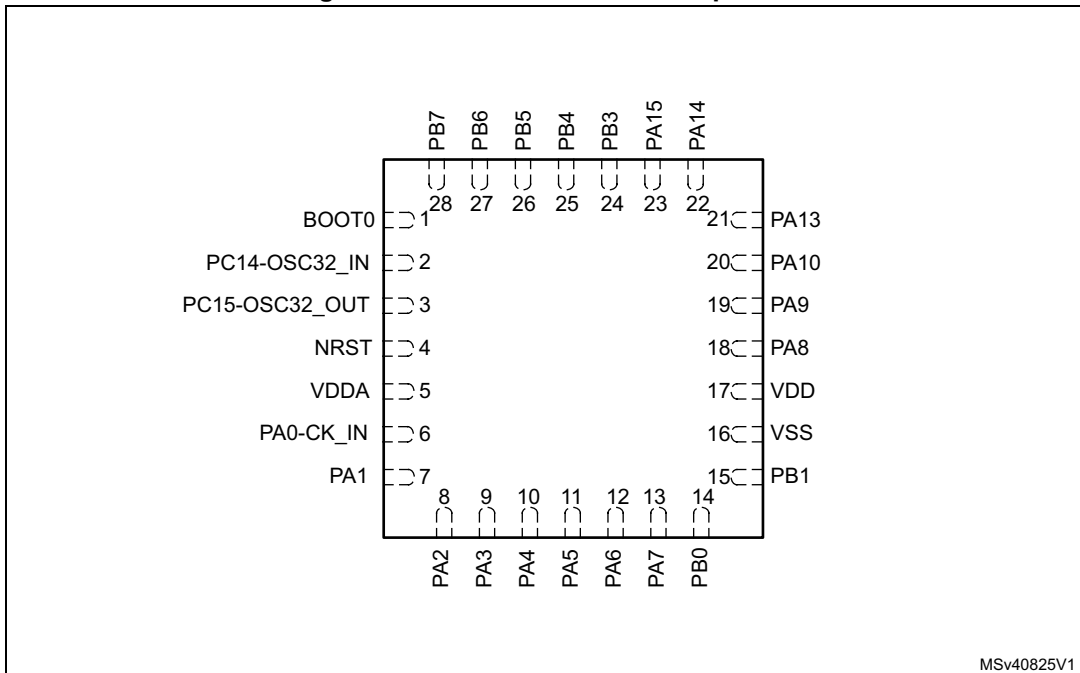 PB7 PB6 PB5 PB4 PB3 PA15 PA14
28 27 26 25 24 23 22
BOOT0 1 21 PA13
PC14-OSC32_IN 2 20 PA10
PC15-OSC32_OUT 3 19 PA9
NRST 4 18 PA8
VDDA 5 17 VDD
PA0-CK_IN 6 16 VSS
PA1 7 15 PB1
8 9 10 11 12 13 14
PA2 PA3 PA4 PA5 PA6 PA7 PB0
MSv40825V1